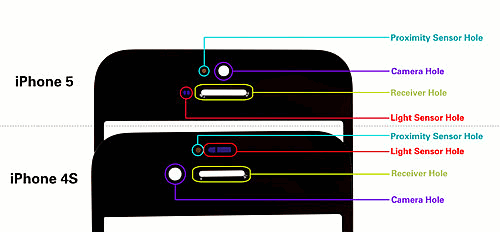 Proximity Sensor Hole
Camera Hole
iPhone 5
Receiver Hole
Light Sensor Hole
Proximity Sensor Hole
Light Sensor Hole
iPhone 4S
Receiver Hole
Camera Hole